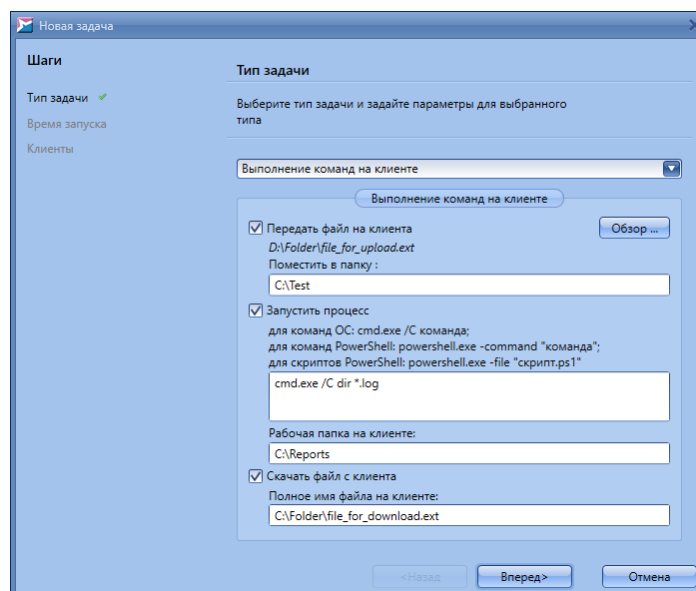 Новая задача
Шаги
Тип задачи
Время запуска
Клиенты
Тип задачи
Выберите тип задачи и задайте параметры для выбранного
типа
Выполнение команд на клиенте
Выполнение команд на клиенте
Передать файл на клиента
Обзор ...
D:\Folder\file_for_upload.ext
Поместить в папку :
C:\Test
Запустить процесс
для команд ОС: cmd.exe /C команда;
для команд PowerShell: powershell.exe -command "команда";
для скриптов PowerShell: powershell.exe -file "скрипт.ps1"
cmd.exe /C dir *.log
Рабочая папка на клиенте:
C:\Reports
Скачать файл с клиента
Полное имя файла на клиенте:
C:\Folder\file_for_download.ext
<Назад
Вперед>
Отмена